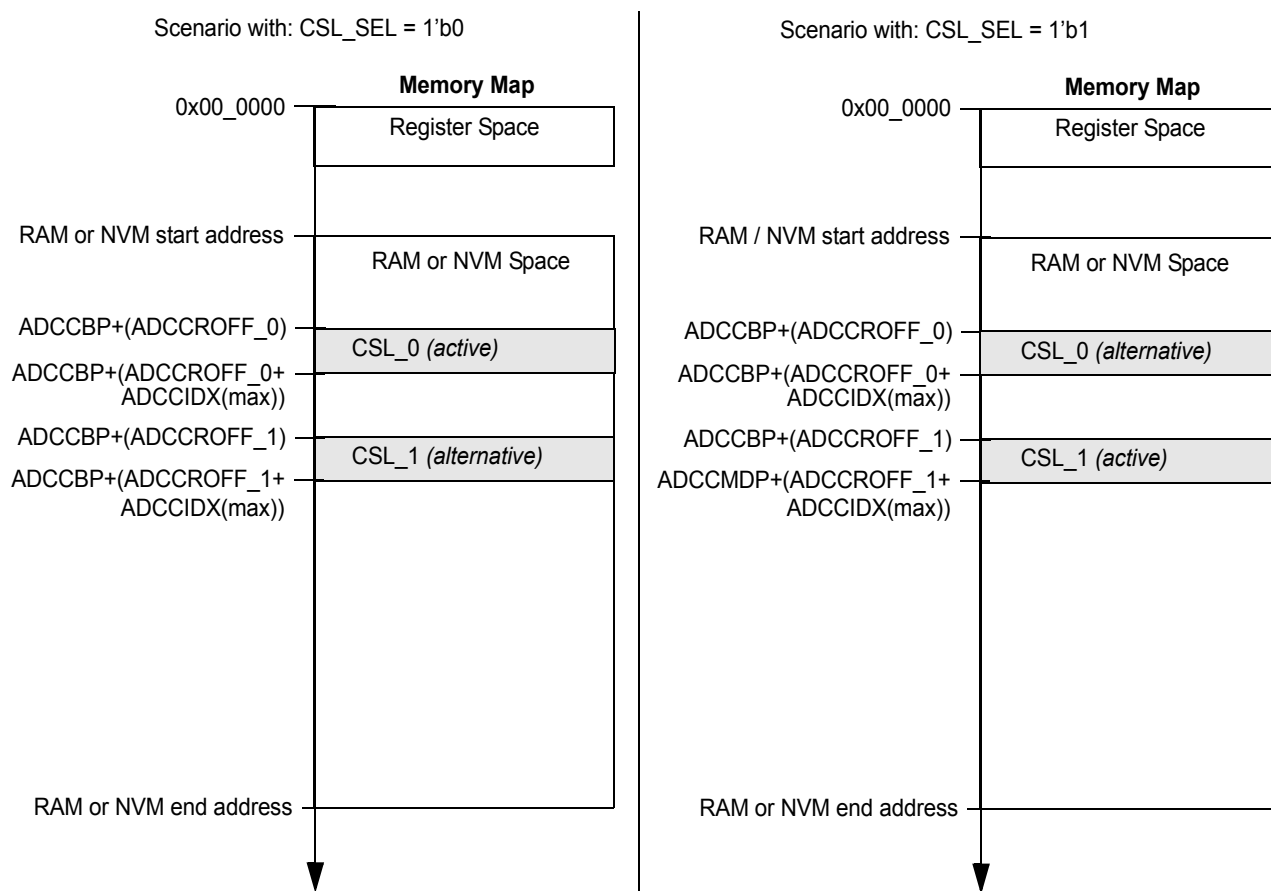 Scenario with: CSL_SEL = 1’b0
Memory Map
0x00_0000
Register Space
RAM or NVM start address
RAM or NVM Space
ADCCBP+(ADCCROFF_0)
CSL_0 (active)
ADCCBP+(ADCCROFF_0+
ADCCIDX(max))
ADCCBP+(ADCCROFF_1)
CSL_1 (alternative)
ADCCBP+(ADCCROFF_1+
ADCCIDX(max))
RAM or NVM end address
Scenario with: CSL_SEL = 1’b1
Memory Map
0x00_0000
Register Space
RAM / NVM start address
RAM or NVM Space
ADCCBP+(ADCCROFF_0)
CSL_0 (alternative)
ADCCBP+(ADCCROFF_0+
ADCCIDX(max))
ADCCBP+(ADCCROFF_1)
CSL_1 (active)
ADCCMDP+(ADCCROFF_1+
ADCCIDX(max))
RAM or NVM end address